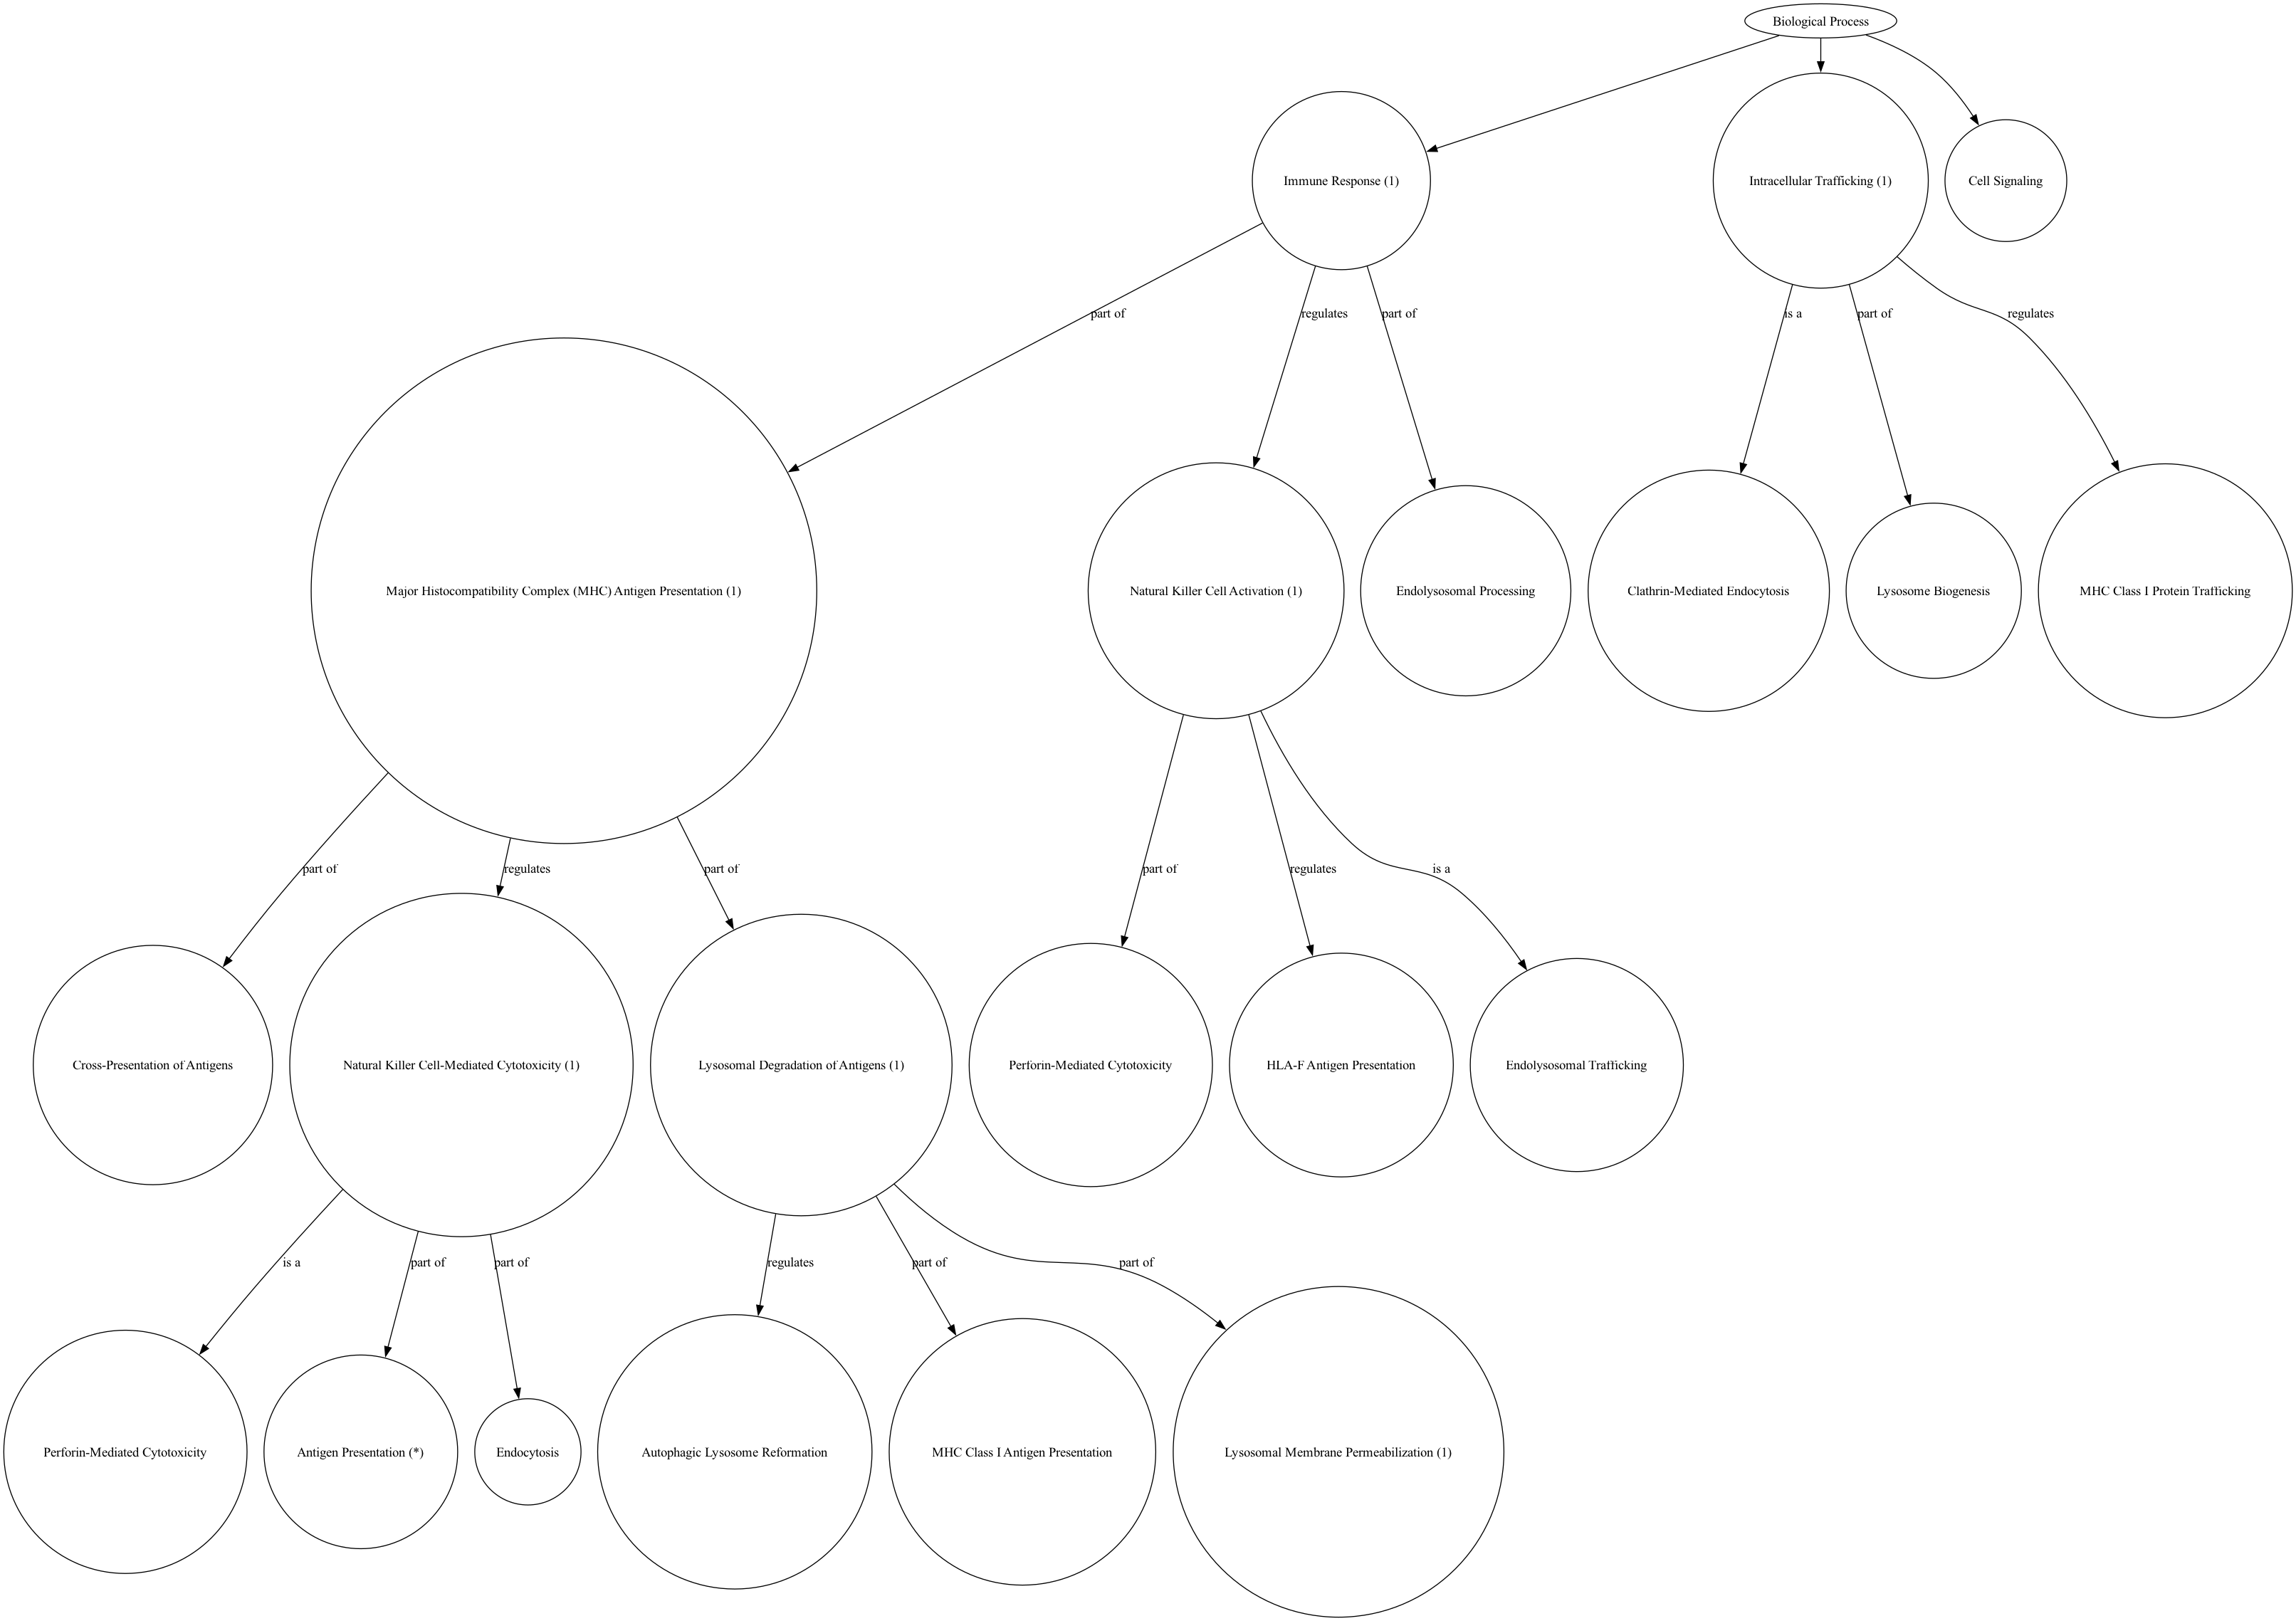 Biological Process
Immune Response (1)
Intracellular Trafficking (1)
Cell Signaling
part of
regulates
part of
is a
part of
regulates
Major Histocompatibility Complex (MHC) Antigen Presentation (1)
Natural Killer Cell Activation (1)
Endolysosomal Processing
Clathrin-Mediated Endocytosis
Lysosome Biogenesis
MHC Class I Protein Trafficking
part of
regulates
part of
part of
regulates
is a
Cross-Presentation of Antigens
Natural Killer Cell-Mediated Cytotoxicity (1)
Lysosomal Degradation of Antigens (1)
Perforin-Mediated Cytotoxicity
HLA-F Antigen Presentation
Endolysosomal Trafficking
is a
part of
part of
regulates
part of
part of
Perforin-Mediated Cytotoxicity
Antigen Presentation (*)
Endocytosis
Autophagic Lysosome Reformation
MHC Class I Antigen Presentation
Lysosomal Membrane Permeabilization (1)